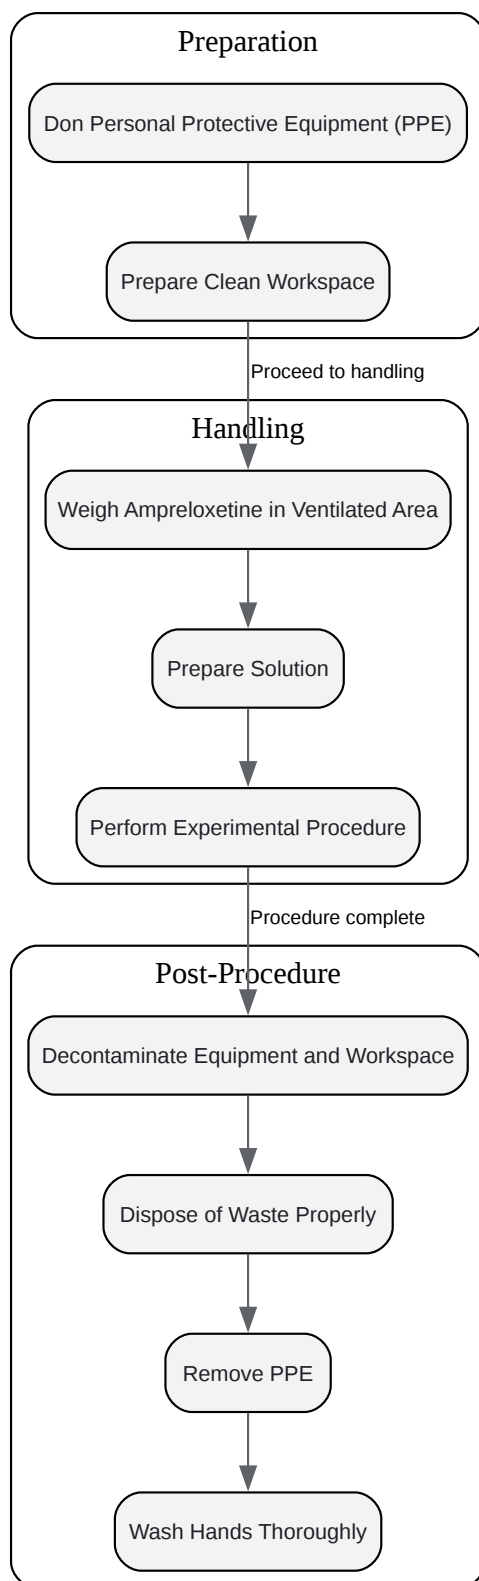 Preparation
Don Personal Protective Equipment (PPE)
Prepare Clean Workspace
Proceed to handling
Handling
Weigh Ampreloxetine in Ventilated Area
Prepare Solution
Perform Experimental Procedure
Procedure complete
Post-Procedure
Decontaminate Equipment and Workspace
Dispose of Waste Properly
Remove PPE
Wash Hands Thoroughly